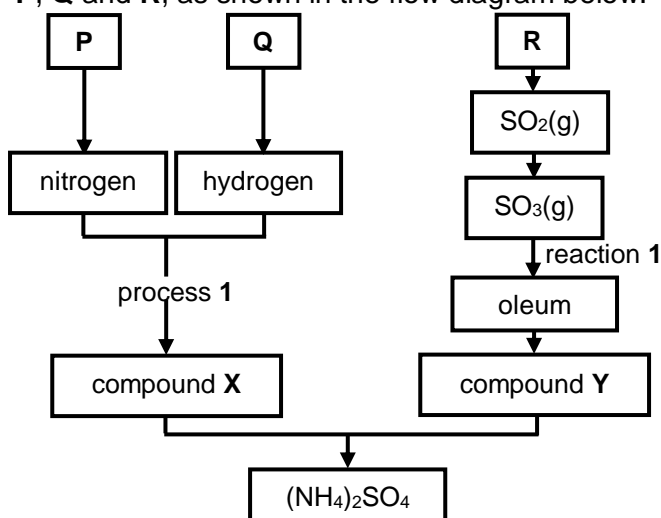 P, Q and R, as shown in the flow diagram below.
P
Q
R
SO₂(g)
nitrogen
hydrogen
SO₃(g)
reaction 1
process 1
oleum
compound X
compound Y
(NH₄)₂SO₄